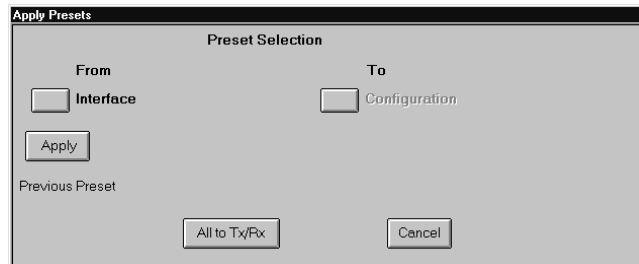 Apply Presets
Preset Selection
From To
Interface Configuration
Apply
Previous Preset
All to Tx/Rx Cancel